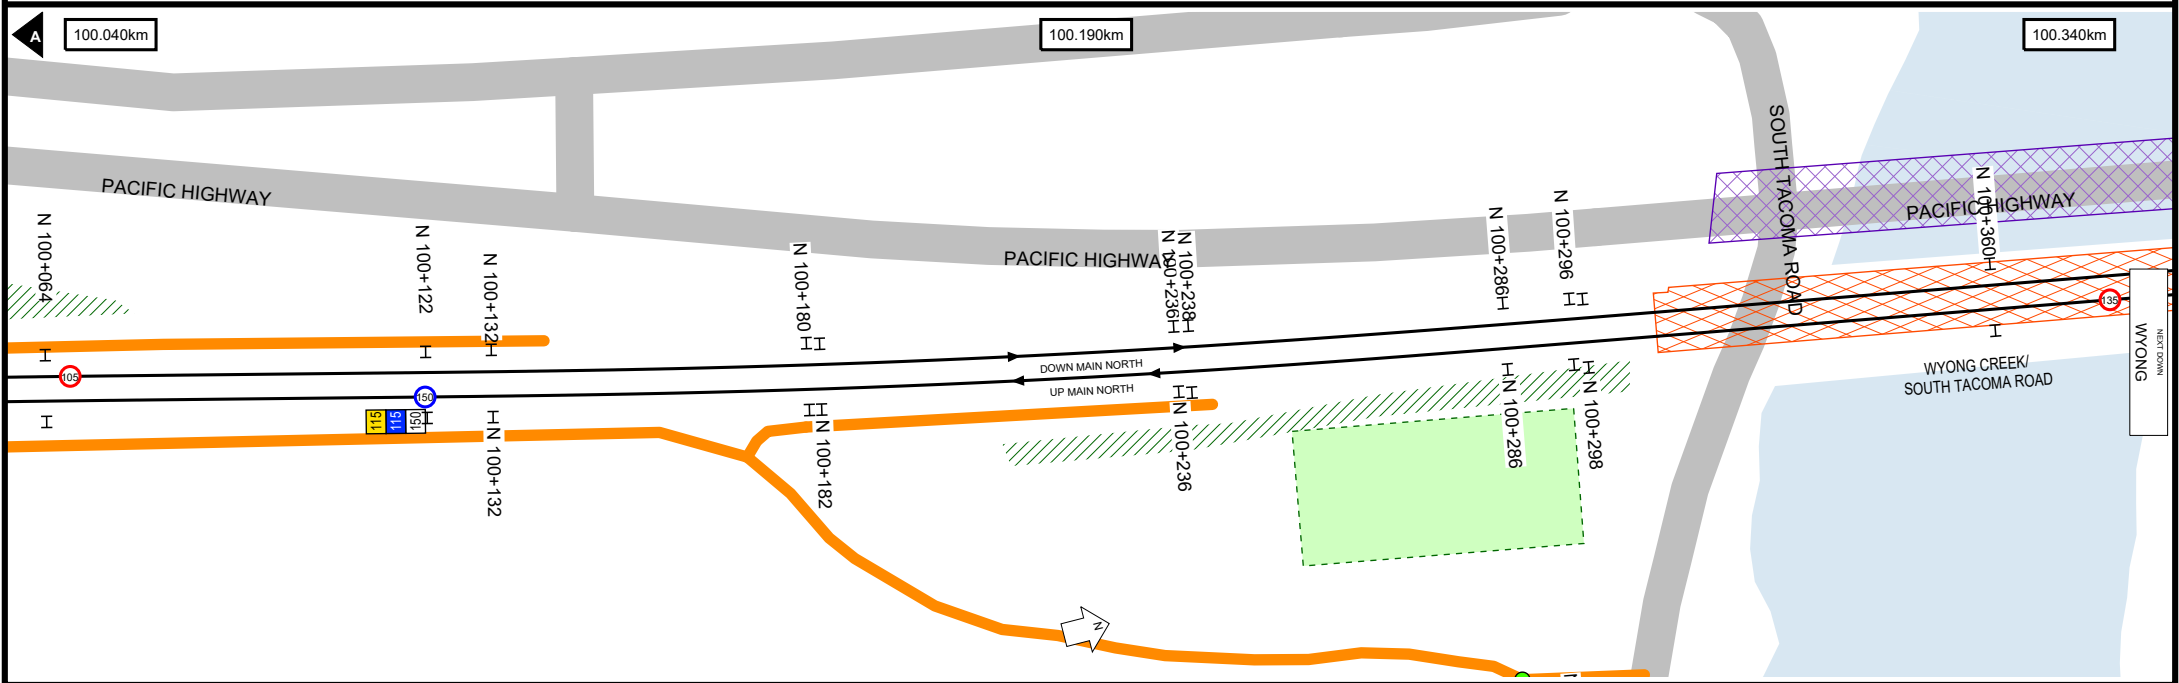 A
100.040km
100.190km
100.340km
SOUTH TACOMA ROAD
PACIFIC HIGHWAY
PACIFIC HIGHWAY
PACIFIC HIGHWAY
N 100+064
N 100+122
N 100+132
N 100+180
N 100+236
N 100+238
N 100+286
N 100+296
N 100+360
DOWN MAIN NORTH
UP MAIN NORTH
105
150
135
115
115
150
N 100+132
N 100+182
N 100+236
N 100+286
N 100+298
WYONG CREEK/
SOUTH TACOMA ROAD
NEXT DOWN
WYONG
N